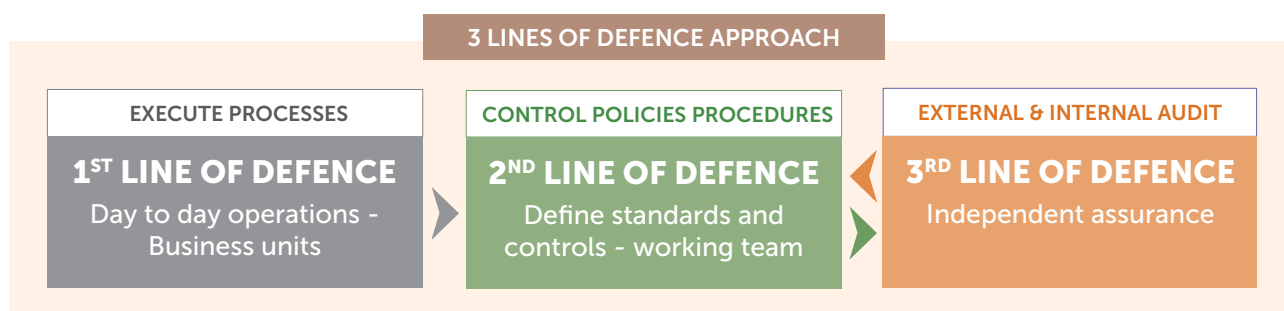 3 LINES OF DEFENCE APPROACH
EXECUTE PROCESSES
1ST LINE OF DEFENCE
Day to day operations -
Business units
CONTROL POLICIES PROCEDURES
2ND LINE OF DEFENCE
Define standards and
controls - working team
EXTERNAL & INTERNAL AUDIT
3RD LINE OF DEFENCE
Independent assurance